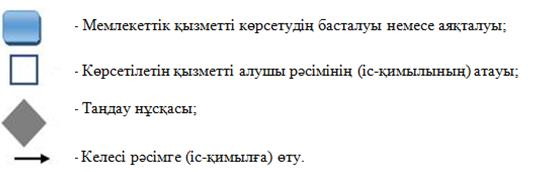 - Мемлекеттік қызметті көрсетудің басталуы немесе аяқталуы;
- Көрсетілетін қызметті алушы рәсімінің (іс-қимылының) атауы;
- Таңдау нұсқасы;
- Келесі рәсімге (іс-қимылға) өту.